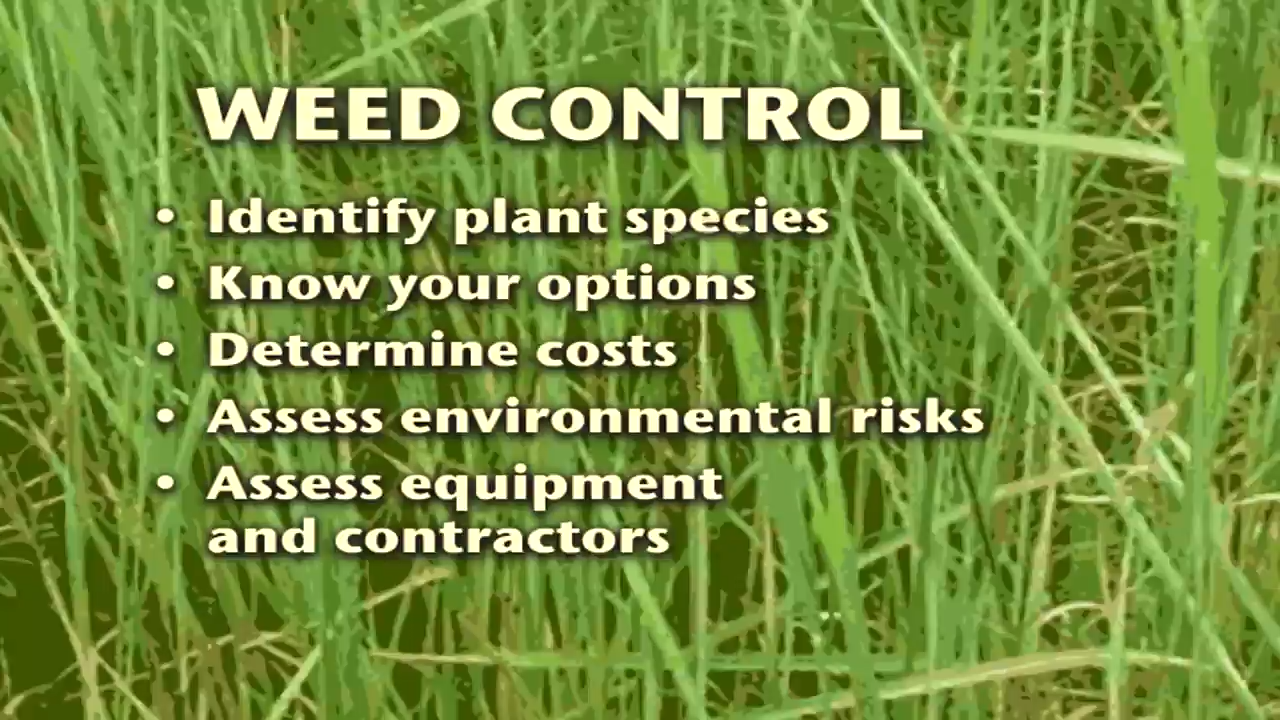 WEED CONTROL
• Identify plant species
• Know your options
• Determine costs
• Assess environmental risks
• Assess equipment
and contractors